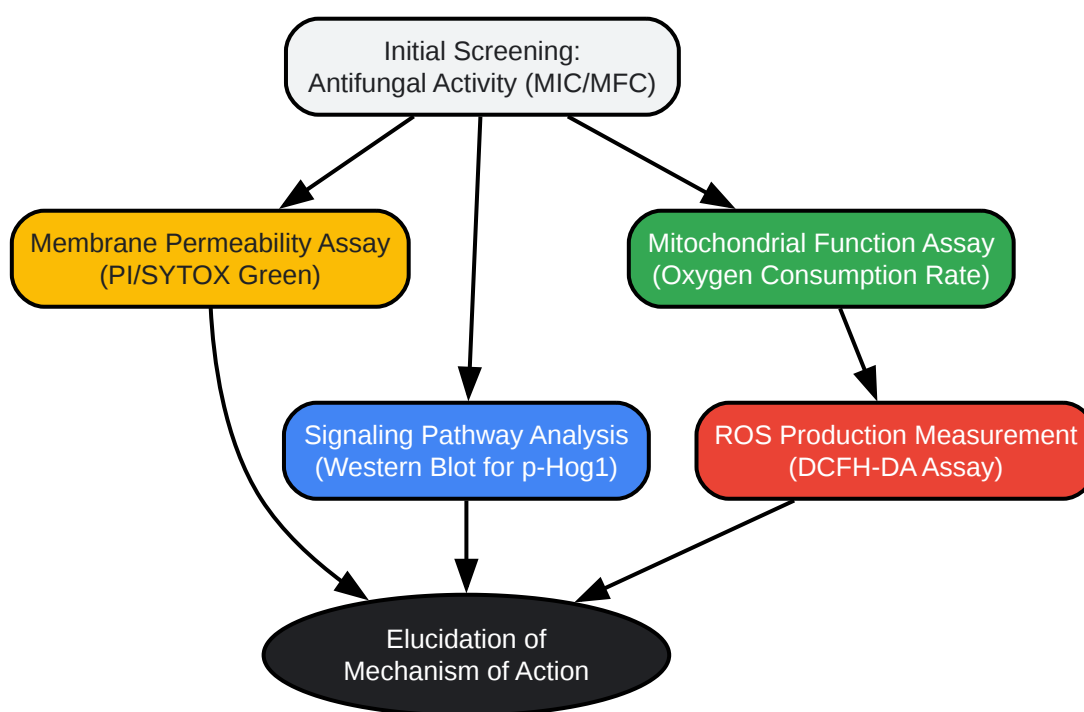 Initial Screening:
Antifungal Activity (MIC/MFC)
Membrane Permeability Assay
(PI/SYTOX Green)
Mitochondrial Function Assay
(Oxygen Consumption Rate)
Signaling Pathway Analysis
(Western Blot for p-Hog1)
ROS Production Measurement
(DCFH-DA Assay)
Elucidation of
Mechanism of Action